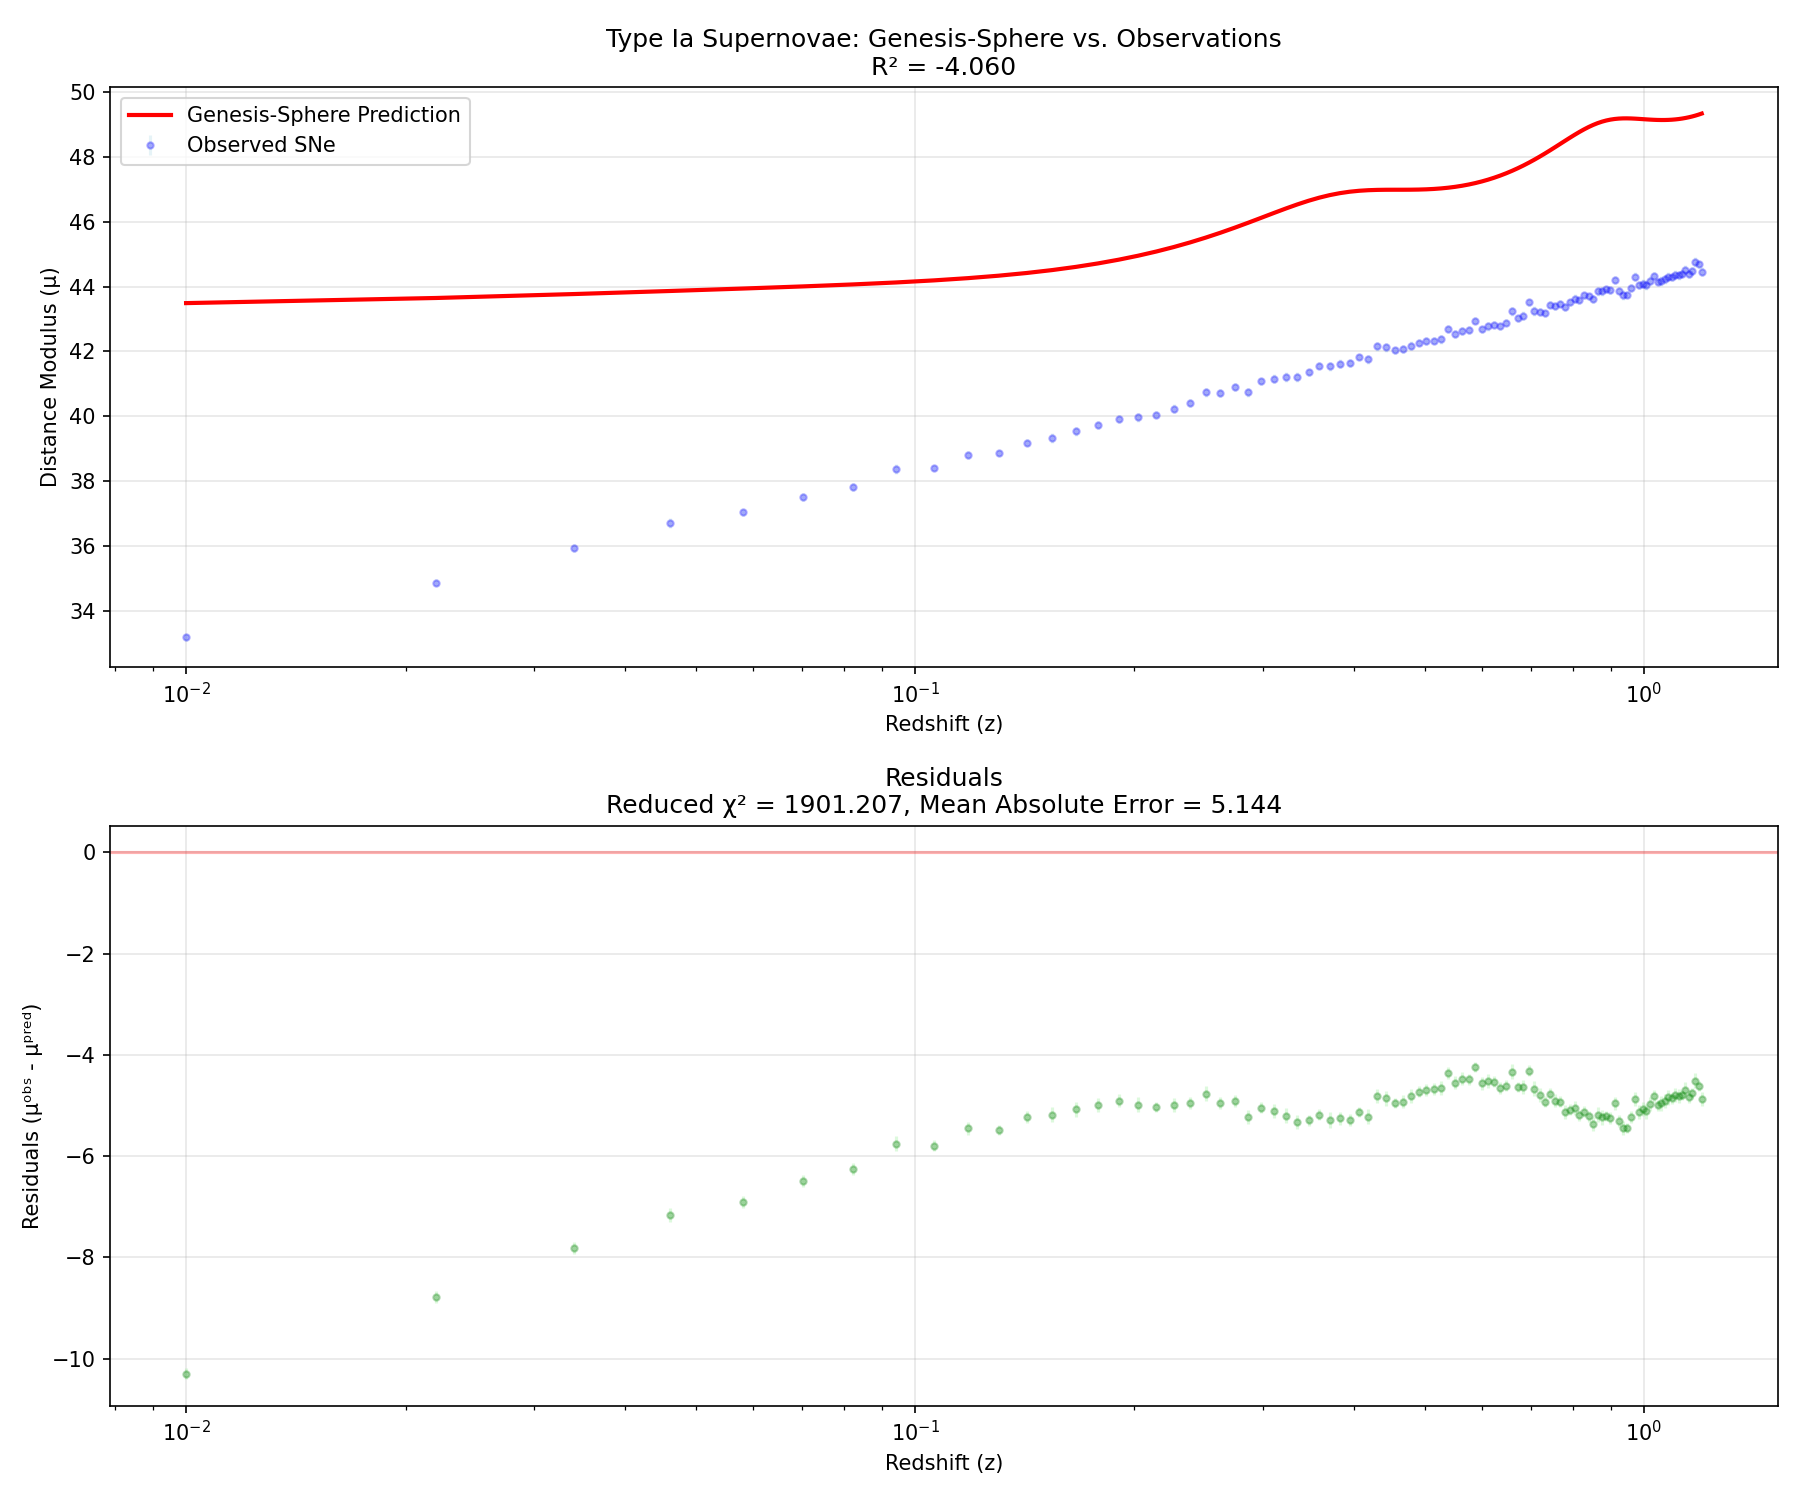 Type Ia Supernovae: Genesis-Sphere vs. Observations
R² = -4.060
Genesis-Sphere Prediction
Observed SNe
Distance Modulus (μ)
50
48
46
44
42
40
38
36
34
10⁻²
10⁻¹
10⁰
Redshift (z)
Residuals
Reduced χ² = 1901.207, Mean Absolute Error = 5.144
Residuals (μᵒᵇˢ - μᵖʳᵉᵈ)
0
−2
−4
−6
−8
−10
10⁻²
10⁻¹
10⁰
Redshift (z)